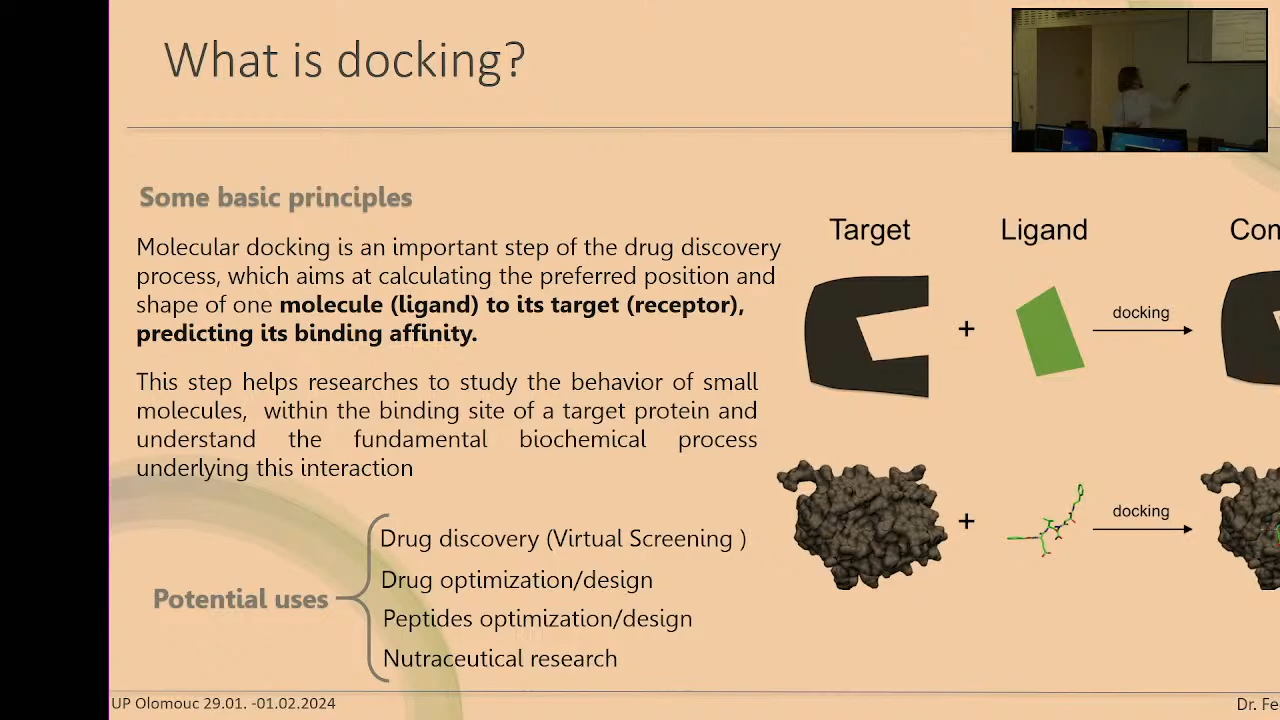 What is docking?
Some basic principles
Molecular docking is an important step of the drug discovery
process, which aims at calculating the preferred position and
shape of one molecule (ligand) to its target (receptor),
predicting its binding affinity.
This step helps researches to study the behavior of small
molecules, within the binding site of a target protein and
understand the fundamental biochemical process
underlying this interaction
Potential uses
Drug discovery (Virtual Screening )
Drug optimization/design
Peptides optimization/design
Nutraceutical research
Target
Ligand
Com
+
docking
+
docking
UP Olomouc 29.01. -01.02.2024
Dr. Fe